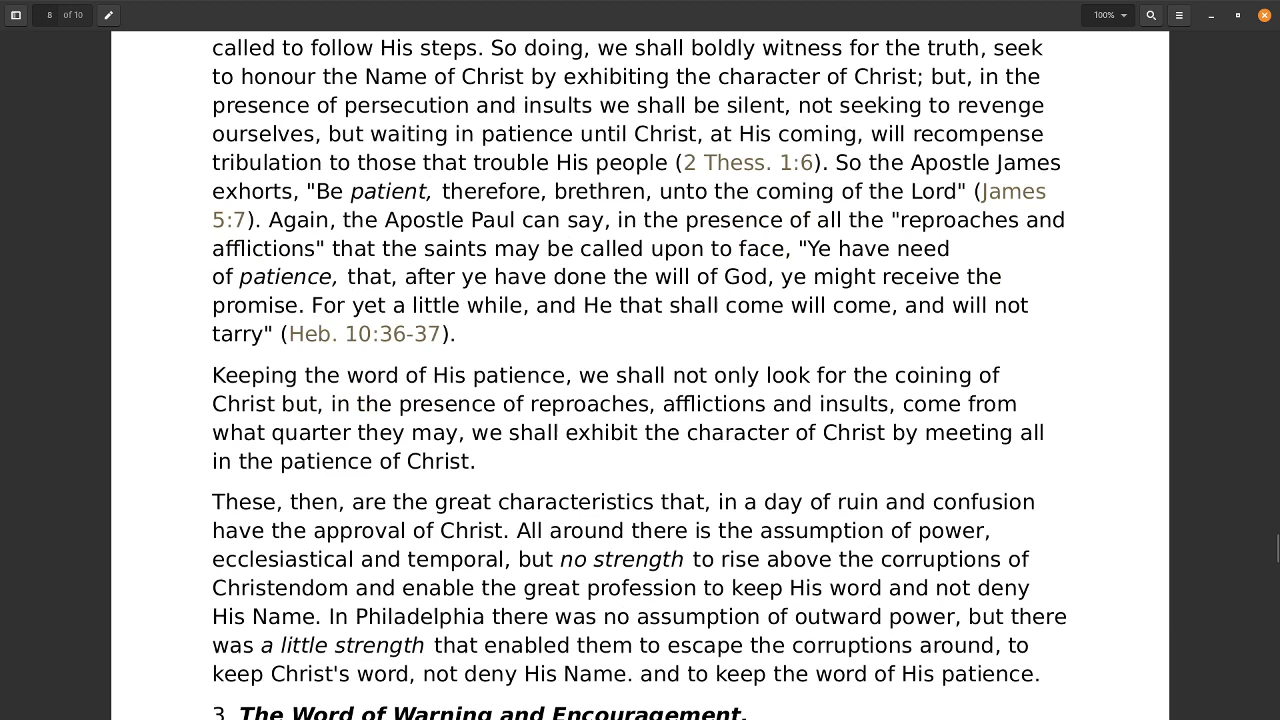 8 of 10
100%
called to follow His steps. So doing, we shall boldly witness for the truth, seek
to honour the Name of Christ by exhibiting the character of Christ; but, in the
presence of persecution and insults we shall be silent, not seeking to revenge
ourselves, but waiting in patience until Christ, at His coming, will recompense
tribulation to those that trouble His people (2 Thess. 1:6). So the Apostle James
exhorts, "Be patient, therefore, brethren, unto the coming of the Lord" (James
5:7). Again, the Apostle Paul can say, in the presence of all the "reproaches and
afflictions" that the saints may be called upon to face, "Ye have need
of patience, that, after ye have done the will of God, ye might receive the
promise. For yet a little while, and He that shall come will come, and will not
tarry" (Heb. 10:36-37).
Keeping the word of His patience, we shall not only look for the coining of
Christ but, in the presence of reproaches, afflictions and insults, come from
what quarter they may, we shall exhibit the character of Christ by meeting all
in the patience of Christ.
These, then, are the great characteristics that, in a day of ruin and confusion
have the approval of Christ. All around there is the assumption of power,
ecclesiastical and temporal, but no strength to rise above the corruptions of
Christendom and enable the great profession to keep His word and not deny
His Name. In Philadelphia there was no assumption of outward power, but there
was a little strength that enabled them to escape the corruptions around, to
keep Christ's word, not deny His Name. and to keep the word of His patience.
3. The Word of Warning and Encouragement.